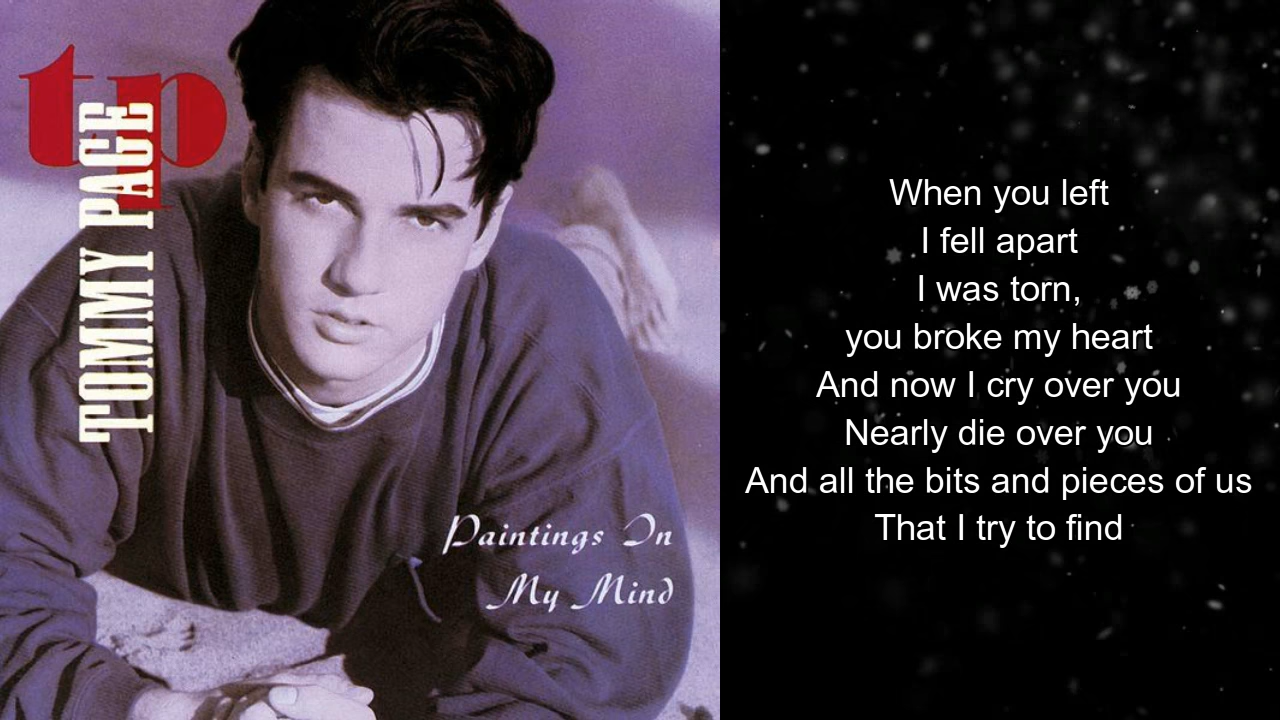 tp
TOMMY PAGE
Paintings In
My Mind
When you left
I fell apart
I was torn,
you broke my heart
And now I cry over you
Nearly die over you
And all the bits and pieces of us
That I try to find